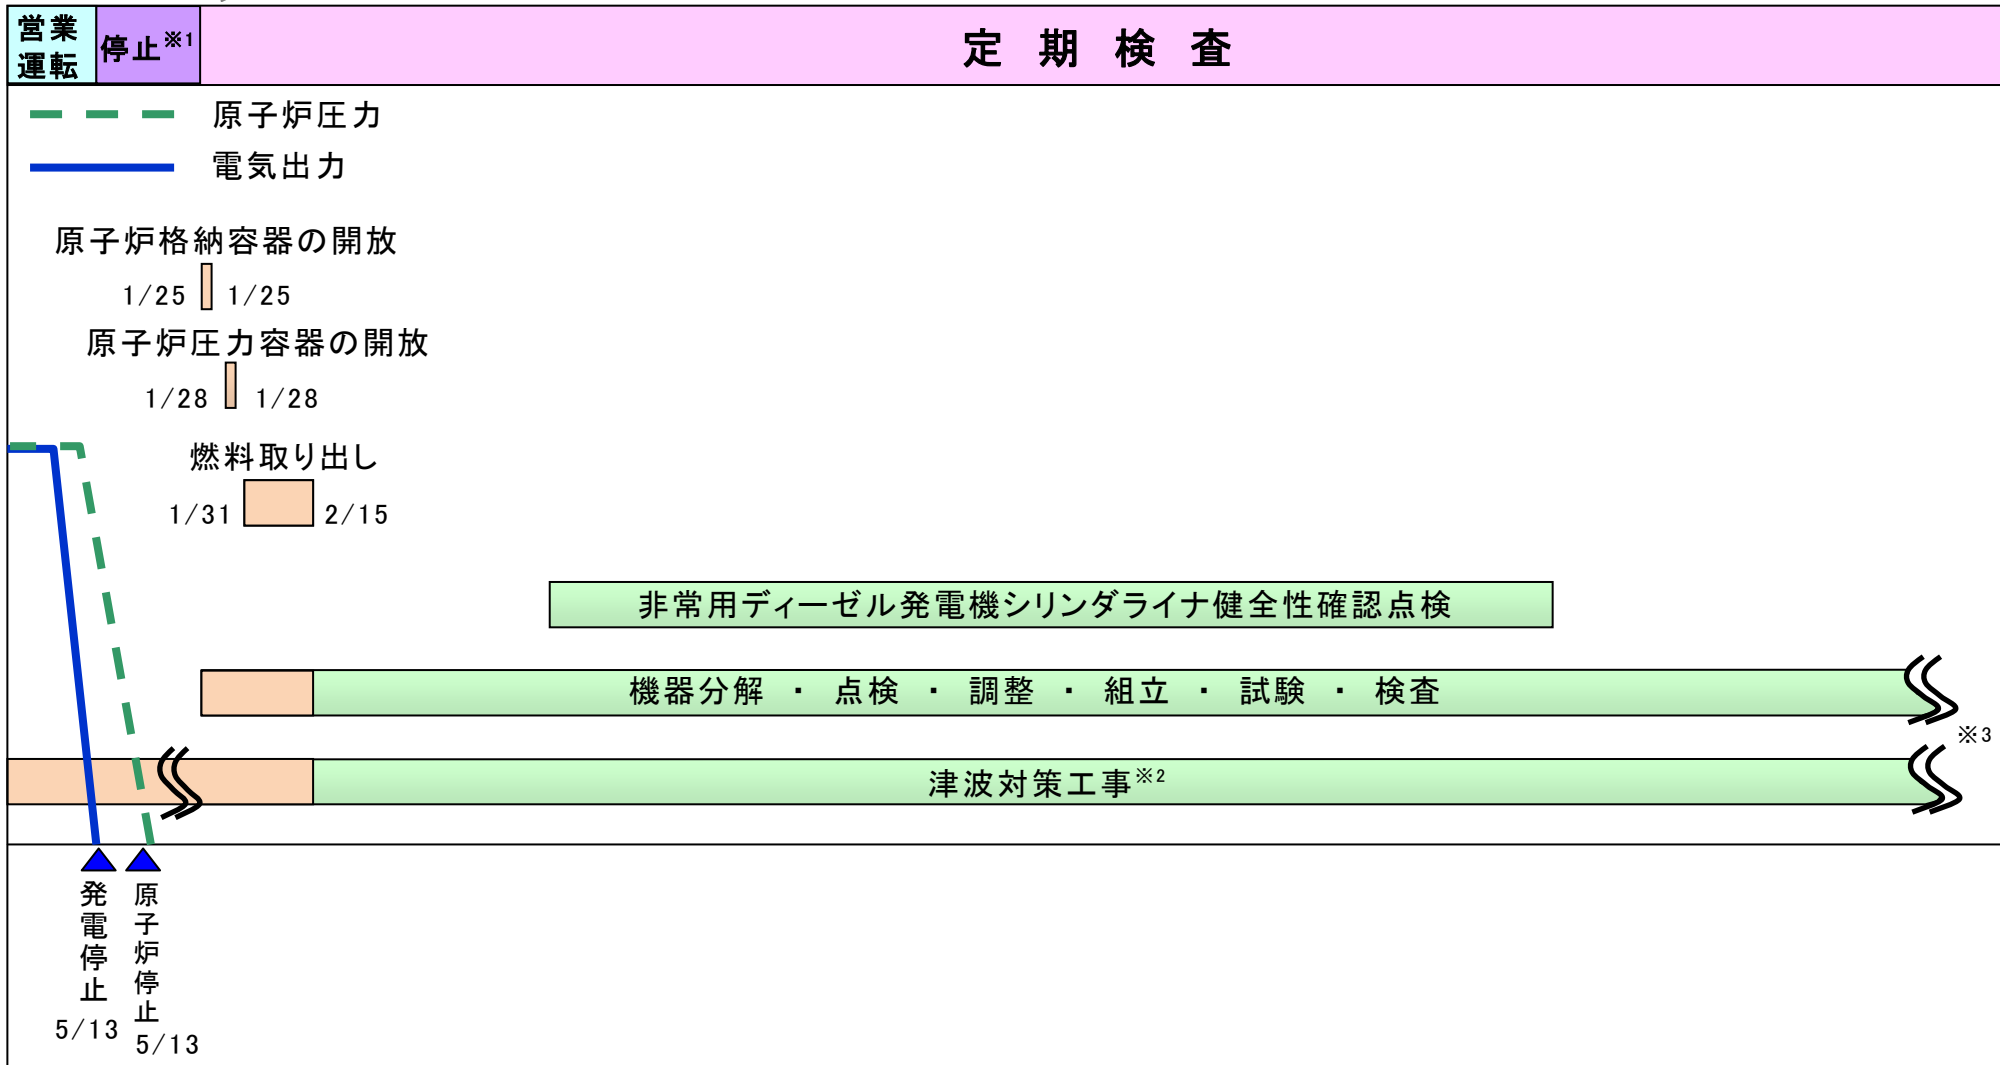 営業
運転
停止※1
定期検査
原子炉圧力
電気出力
原子炉格納容器の開放
1/25 1/25
原子炉圧力容器の開放
1/28 1/28
燃料取り出し
1/31 2/15
非常用ディーゼル発電機シリンダライナ健全性確認点検
機器分解 ・ 点検 ・ 調整 ・ 組立 ・ 試験 ・ 検査
※3
津波対策工事※2
発電停止
5/13
原子炉停止
5/13